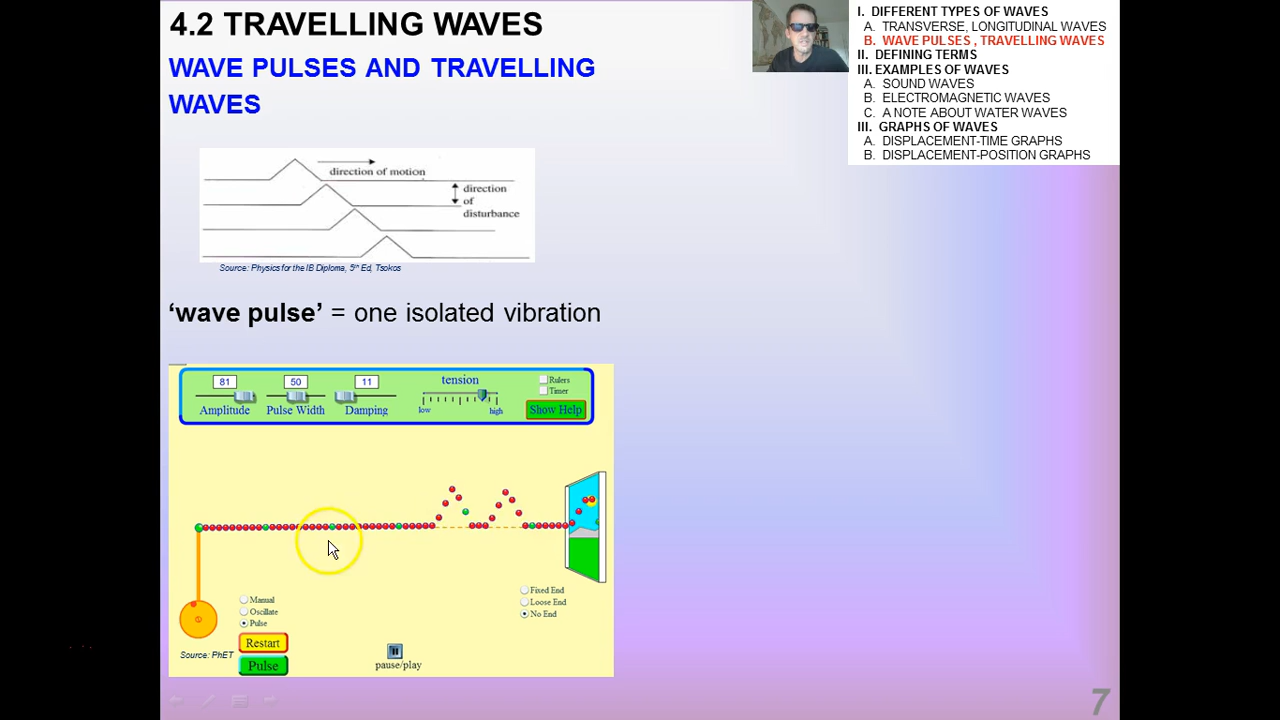 4.2 TRAVELLING WAVES
WAVE PULSES AND TRAVELLING
WAVES
I. DIFFERENT TYPES OF WAVES
A. TRANSVERSE, LONGITUDINAL WAVES
B. WAVE PULSES , TRAVELLING WAVES
II. DEFINING TERMS
III. EXAMPLES OF WAVES
A. SOUND WAVES
B. ELECTROMAGNETIC WAVES
C. A NOTE ABOUT WATER WAVES
III. GRAPHS OF WAVES
A. DISPLACEMENT-TIME GRAPHS
B. DISPLACEMENT-POSITION GRAPHS
direction of motion
direction
of
disturbance
Source: Physics for the IB Diploma, 5th Ed, Tsokos
‘wave pulse’ = one isolated vibration
81 50 11
Amplitude Pulse Width Damping
tension
low high
Rulers
Timer
Show Help
Fixed End
Loose End
No End
Manual
Oscillate
Pulse
Restart
Pulse
Source: PhET
pause/play
7